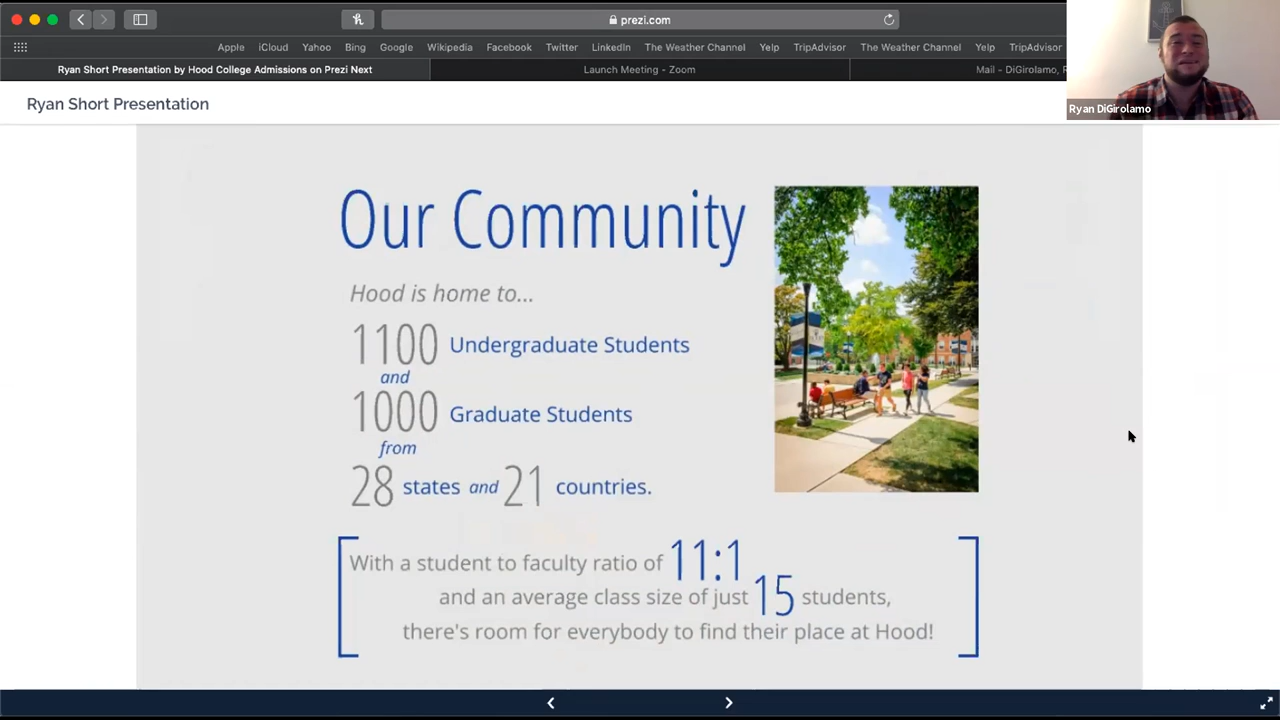 prezi.com
Apple iCloud Yahoo Bing Google Wikipedia Facebook Twitter LinkedIn The Weather Channel Yelp TripAdvisor The Weather Channel Yelp TripAdvisor
Ryan Short Presentation by Hood College Admissions on Prezi Next
Launch Meeting - Zoom
Mail – DiGirolamo, R
Ryan DiGirolamo
Ryan Short Presentation
Our Community
Hood is home to...
1100 Undergraduate Students
and
1000 Graduate Students
from
28 states and 21 countries.
With a student to faculty ratio of 11:1
and an average class size of just 15 students,
there's room for everybody to find their place at Hood!